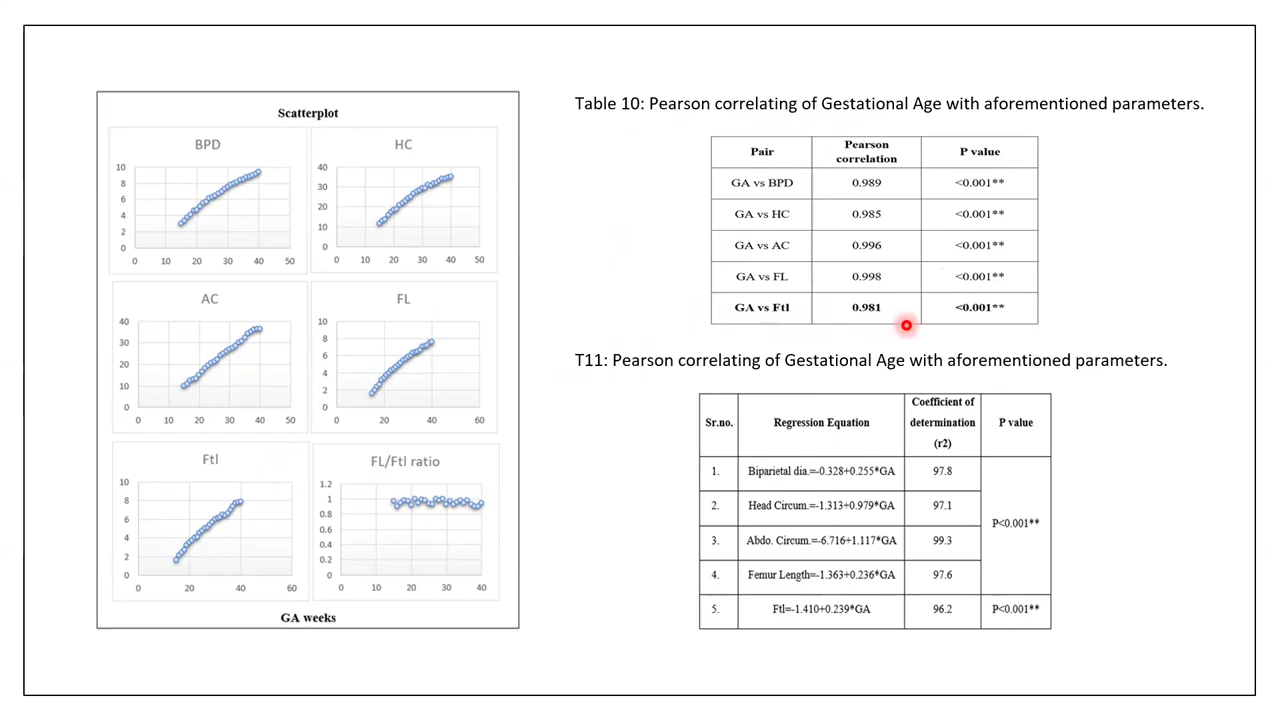 Scatterplot
BPD
10
8
6
4
2
0
0 10 20 30 40 50
HC
40
30
20
10
0
0 10 20 30 40 50
AC
40
30
20
10
0
0 10 20 30 40 50
FL
10
8
6
4
2
0
0 20 40 60
Ftl
10
8
6
4
2
0
0 20 40 60
FL/Ftl ratio
1.2
1
0.8
0.6
0.4
0.2
0
0 10 20 30 40
GA weeks
Table 10: Pearson correlating of Gestational Age with aforementioned parameters.
Pair Pearson correlation P value
GA vs BPD 0.989 <0.001**
GA vs HC 0.985 <0.001**
GA vs AC 0.996 <0.001**
GA vs FL 0.998 <0.001**
GA vs Ftl 0.981 <0.001**
T11: Pearson correlating of Gestational Age with aforementioned parameters.
Sr.no. Regression Equation Coefficient of determination (r2) P value
1. Biparietal dia.=-0.328+0.255*GA 97.8
2. Head Circum.=-1.313+0.979*GA 97.1
P<0.001**
3. Abdo. Circum.=-6.716+1.117*GA 99.3
4. Femur Length=-1.363+0.236*GA 97.6
5. Ftl=-1.410+0.239*GA 96.2 P<0.001**